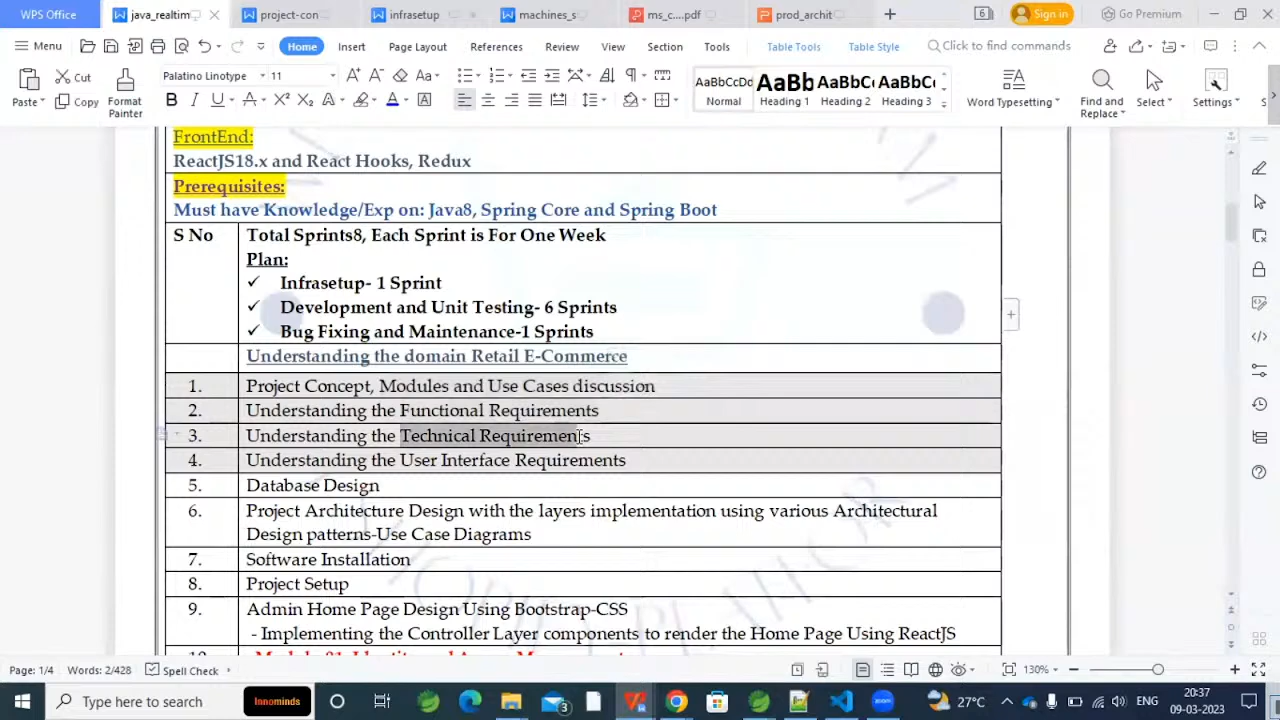 WPS Office
java_realtim
project-con
infrasetup
machines_s
ms_c....pdf
prod_archit
6
Sign in
Go Premium
Menu
Home
Insert
Page Layout
References
Review
View
Section
Tools
Table Tools
Table Style
Click to find commands
Paste
Cut
Copy
Format Painter
Palatino Linotype
11
AaBbCcDd
Normal
AaBb
Heading 1
AaBbC
Heading 2
AaBbC
Heading 3
Word Typesetting
Find and Replace
Select
Settings
FrontEnd:
ReactJS18.x and React Hooks, Redux
Prerequisites:
Must have Knowledge/Exp on: Java8, Spring Core and Spring Boot
S No
Total Sprints8, Each Sprint is For One Week
Plan:
✓ Infrasetup- 1 Sprint
✓ Development and Unit Testing- 6 Sprints
✓ Bug Fixing and Maintenance-1 Sprints
Understanding the domain Retail E-Commerce
1. Project Concept, Modules and Use Cases discussion
2. Understanding the Functional Requirements
3. Understanding the Technical Requirements
4. Understanding the User Interface Requirements
5. Database Design
6. Project Architecture Design with the layers implementation using various Architectural
Design patterns-Use Case Diagrams
7. Software Installation
8. Project Setup
9. Admin Home Page Design Using Bootstrap-CSS
- Implementing the Controller Layer components to render the Home Page Using ReactJS
Page: 1/4
Words: 2/428
Spell Check
130%
Type here to search
Innominds
3
27°C
ENG
20:37
09-03-2023